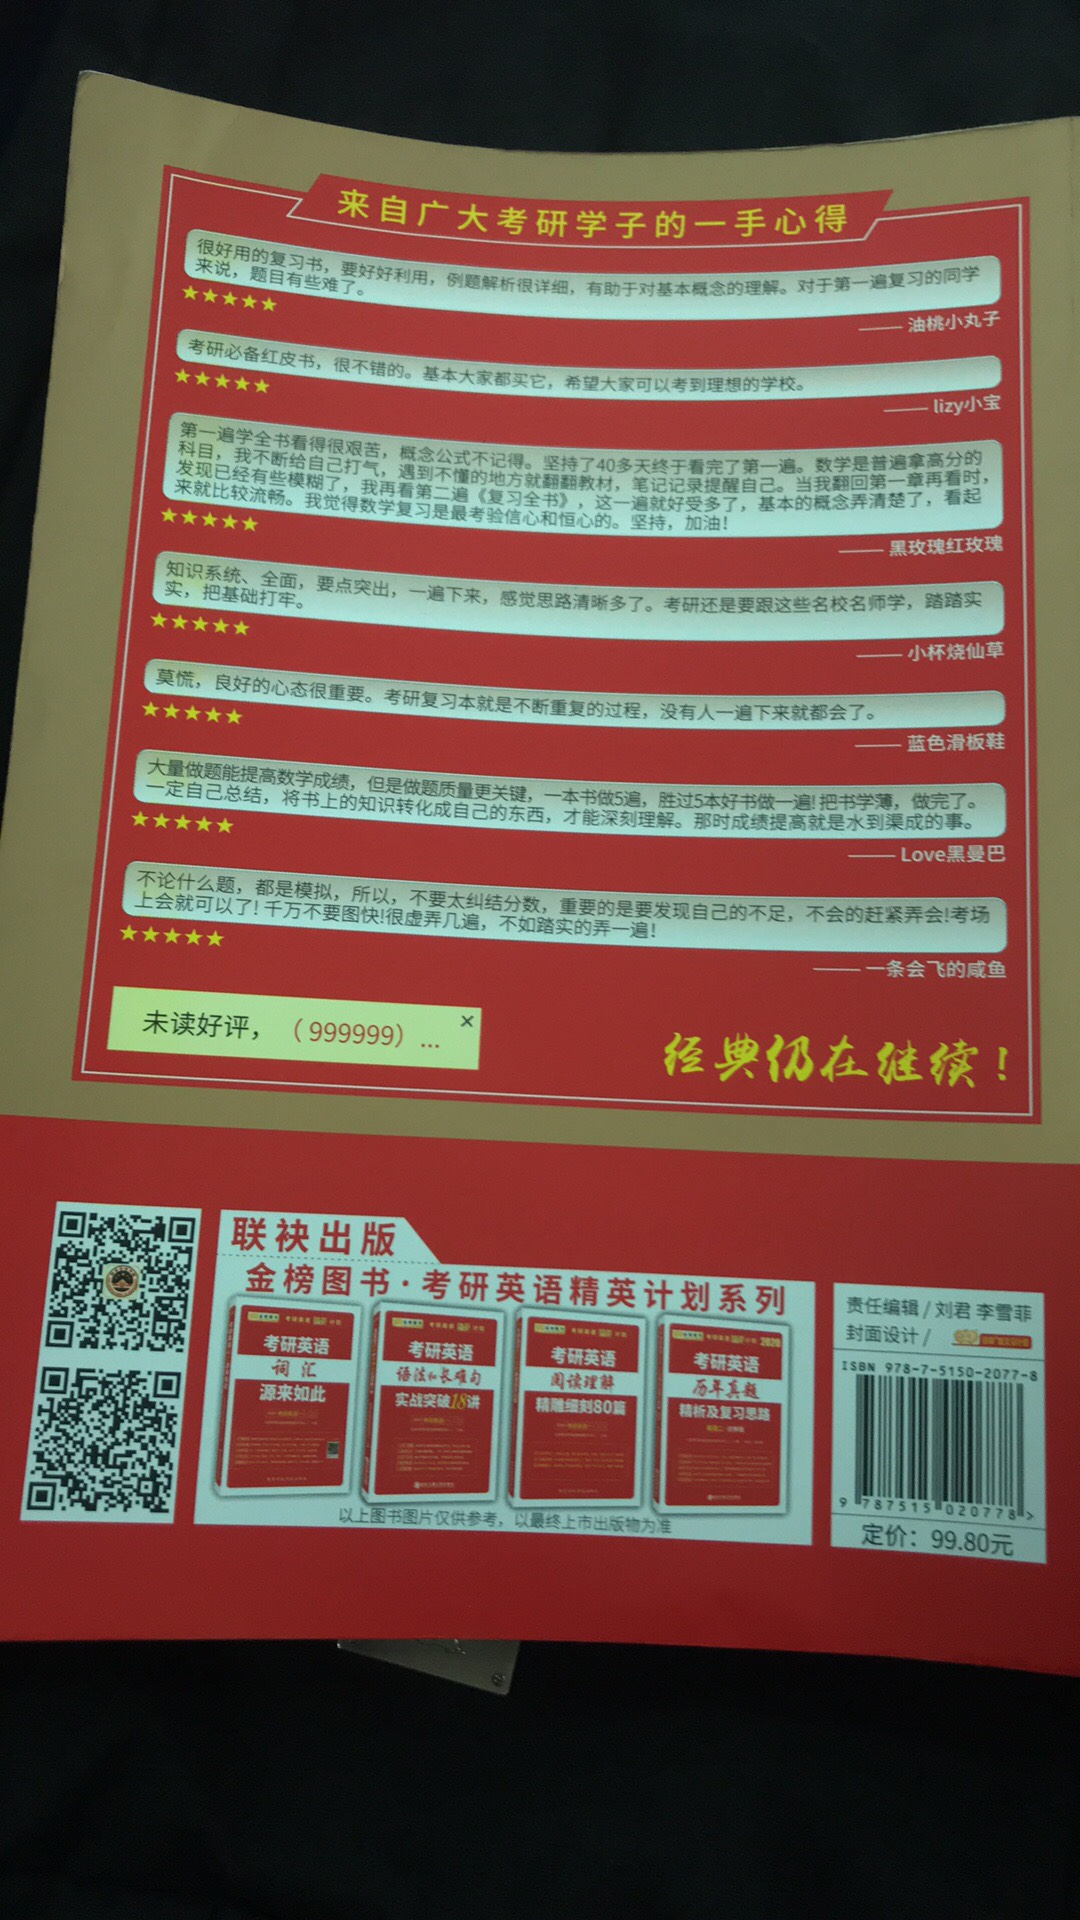 来自广大考研学子的一手心得
很好用的复习书，要好好利用，例题解析很详细，有助于对基本概念的理解。对于第一遍复习的同学
来说，题目有些难了。
★★★★★
—— 油桃小丸子
考研必备红皮书，很不错的。基本大家都买它，希望大家可以考到理想的学校。
★★★★★
—— lizy小宝
第一遍学全书看得很艰苦，概念公式不记得。坚持了40多天终于看完了第一遍。数学是普遍拿高分的
科目，我不断给自己打气，遇到不懂的地方就翻翻教材，笔记记录提醒自己。当我翻回第一章再看时，
发现已经有些模糊了，我再看第二遍《复习全书》，这一遍就好受多了，基本的概念弄清楚了，看起
来就比较流畅。我觉得数学复习是最考验信心和恒心的。坚持，加油！
★★★★★
—— 黑玫瑰红玫瑰
知识系统、全面，要点突出，一遍下来，感觉思路清晰多了。考研还是要跟这些名校名师学，踏踏实
实，把基础打牢。
★★★★★
—— 小杯烧仙草
莫慌，良好的心态很重要。考研复习本就是不断重复的过程，没有人一遍下来就都会了。
★★★★★
—— 蓝色滑板鞋
大量做题能提高数学成绩，但是做题质量更关键，一本书做5遍，胜过5本好书做一遍！把书学薄，做完了。
一定自己总结，将书上的知识转化成自己的东西，才能深刻理解。那时成绩提高就是水到渠成的事。
★★★★★
—— Love黑曼巴
不论什么题，都是模拟，所以，不要太纠结分数，重要的是要发现自己的不足，不会的赶紧弄会！考场
上会就可以了！千万不要图快！很虚弄几遍，不如踏实的弄一遍！
★★★★★
—— 一条会飞的咸鱼
未读好评，（999999）... ×
经典仍在继续！
联袂出版
金榜图书·考研英语精英计划系列
考研英语
词汇
源来如此
考研英语
语法和长难句
实战突破18讲
考研英语
阅读理解
精雕细刻80篇
2020
考研英语
历年真题
精析及复习思路
以上图书图片仅供参考，以最终上市出版物为准
责任编辑 / 刘君 李雪菲
封面设计 /
ISBN 978-7-5150-2077-8
9 787515 020778 >
定价：99.80元